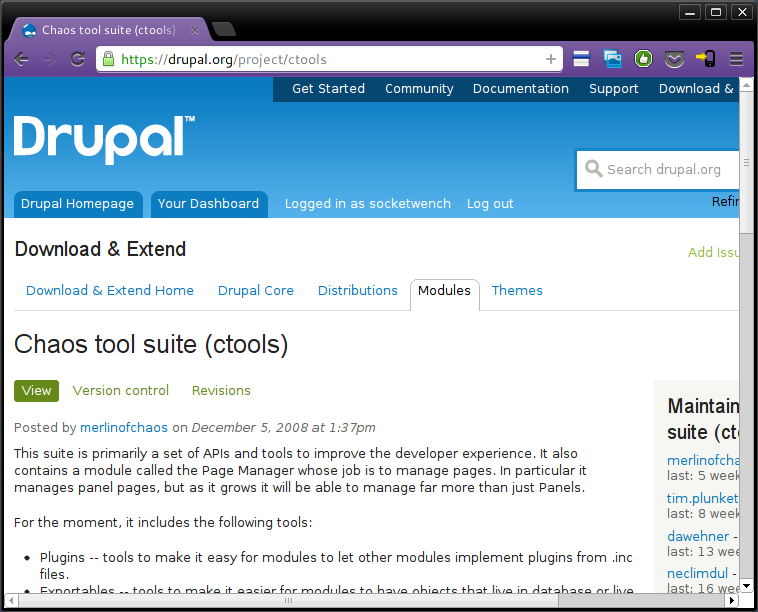 Chaos tool suite (ctools)
https://drupal.org/project/ctools
Get Started Community Documentation Support Download &
Drupal™
Search drupal.org
Drupal Homepage Your Dashboard Logged in as socketwench Log out
Download & Extend
Download & Extend Home Drupal Core Distributions Modules Themes
Chaos tool suite (ctools)
View Version control Revisions
Posted by merlinofchaos on December 5, 2008 at 1:37pm
This suite is primarily a set of APIs and tools to improve the developer experience. It also
contains a module called the Page Manager whose job is to manage pages. In particular it
manages panel pages, but as it grows it will be able to manage far more than just Panels.
For the moment, it includes the following tools:
Plugins -- tools to make it easy for modules to let other modules implement plugins from .inc
files.
Exportables -- tools to make it easier for modules to have objects that live in database or live
Add Issu
Refin
Maintain
suite (cto
merlinofcha
last: 5 week
tim.plunket
last: 8 week
dawehner -
last: 13 wee
neclimdul -
last: 16 wee